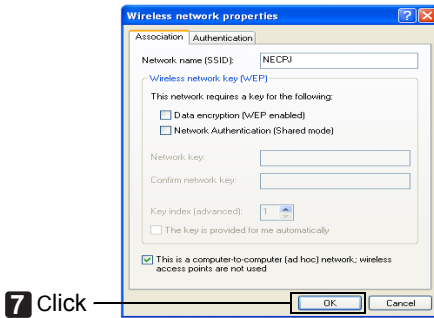 Wireless network properties
Association Authentication
Network name (SSID): NECPJ
Wireless network key (WEP)
This network requires a key for the following:
Data encryption (WEP enabled)
Network Authentication (Shared mode)
Network key:
Confirm network key:
Key index (advanced): 1
The key is provided for me automatically
This is a computer-to-computer (ad hoc) network; wireless
access points are not used
7 Click
OK Cancel